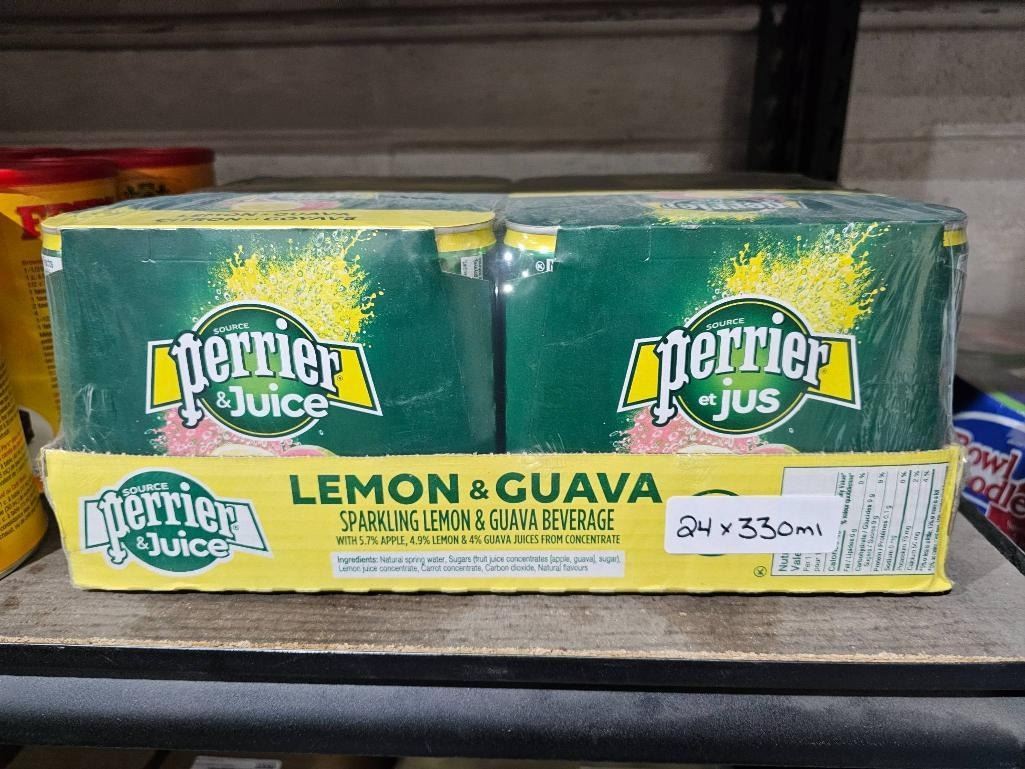 LEMON & GUAVA
SOURCE
perrier
& Juice
SOURCE
perrier
et jus
SOURCE
perrier
& Juice
LEMON & GUAVA
SPARKLING LEMON & GUAVA BEVERAGE
WITH 5.7% APPLE, 4.9% LEMON & 4% GUAVA JUICES FROM CONCENTRATE
Ingredients: Natural spring water, Sugars (fruit juice concentrates [apple, guava], sugar),
Lemon juice concentrate, Carrot concentrate, Carbon dioxide, Natural flavours
24 x 330ml